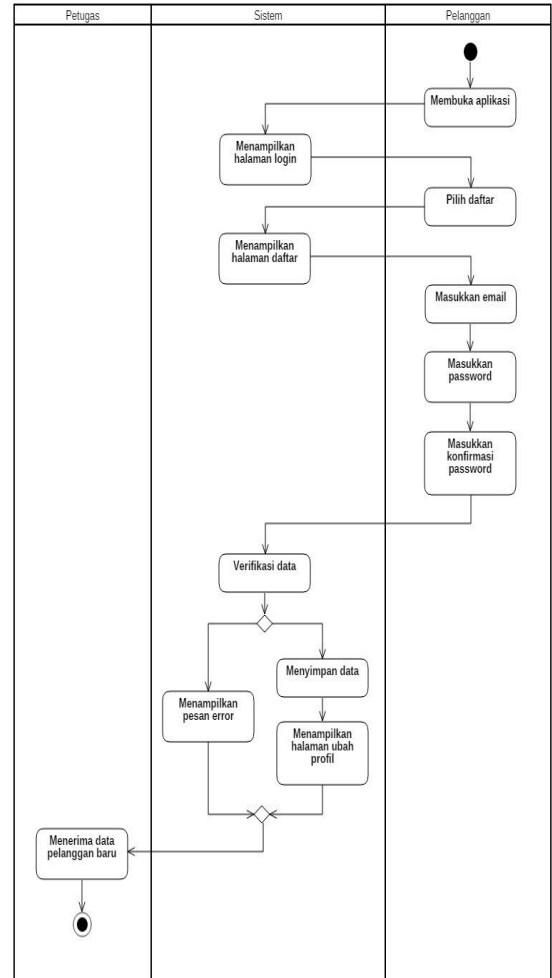 Petugas
Sistem
Pelanggan
Membuka aplikasi
Menampilkan
halaman login
Pilih daftar
Menampilkan
halaman daftar
Masukkan email
Masukkan
password
Masukkan
konfirmasi
password
Verifikasi data
Menyimpan data
Menampilkan
pesan error
Menampilkan
halaman ubah
profil
Menerima data
pelanggan baru